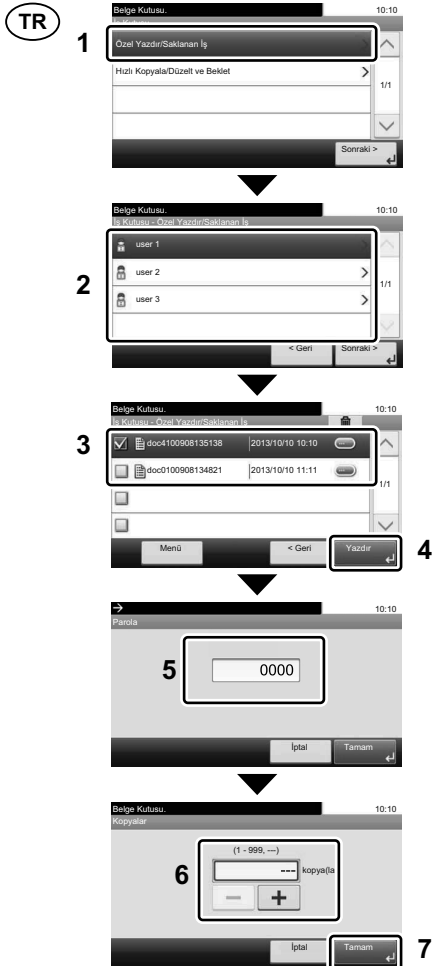 TR
1
Belge Kutusu. 10:10
Özel Yazdır/Saklanan İş
Hızlı Kopyala/Düzelt ve Beklet
1/1
Sonraki >
2
Belge Kutusu. 10:10
İş Kutusu - Özel Yazdır/Saklanan İş
user 1
user 2
user 3
1/1
< Geri Sonraki >
3
Belge Kutusu. 10:10
İş Kutusu - Özel Yazdır/Saklanan İş
doc4100908135138 2013/10/10 10:10
doc0100908134821 2013/10/10 11:11
1/1
Menü < Geri Yazdır
4
10:10
Parola
5
0000
İptal Tamam
Belge Kutusu. 10:10
Kopyalar
6
(1 - 999, ---)
--- kopya(la
− +
İptal Tamam
7